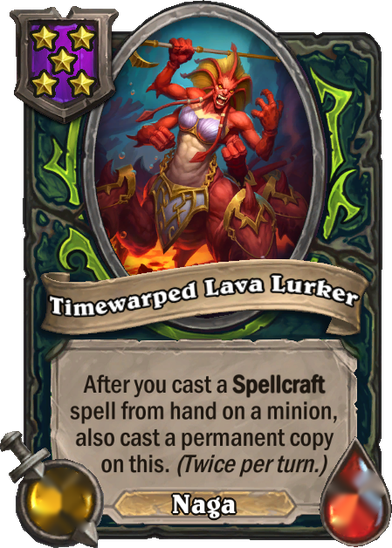 Timewarped Lava Lurker
After you cast a Spellcraft
spell from hand on a minion,
also cast a permanent copy
on this. (Twice per turn.)
Naga